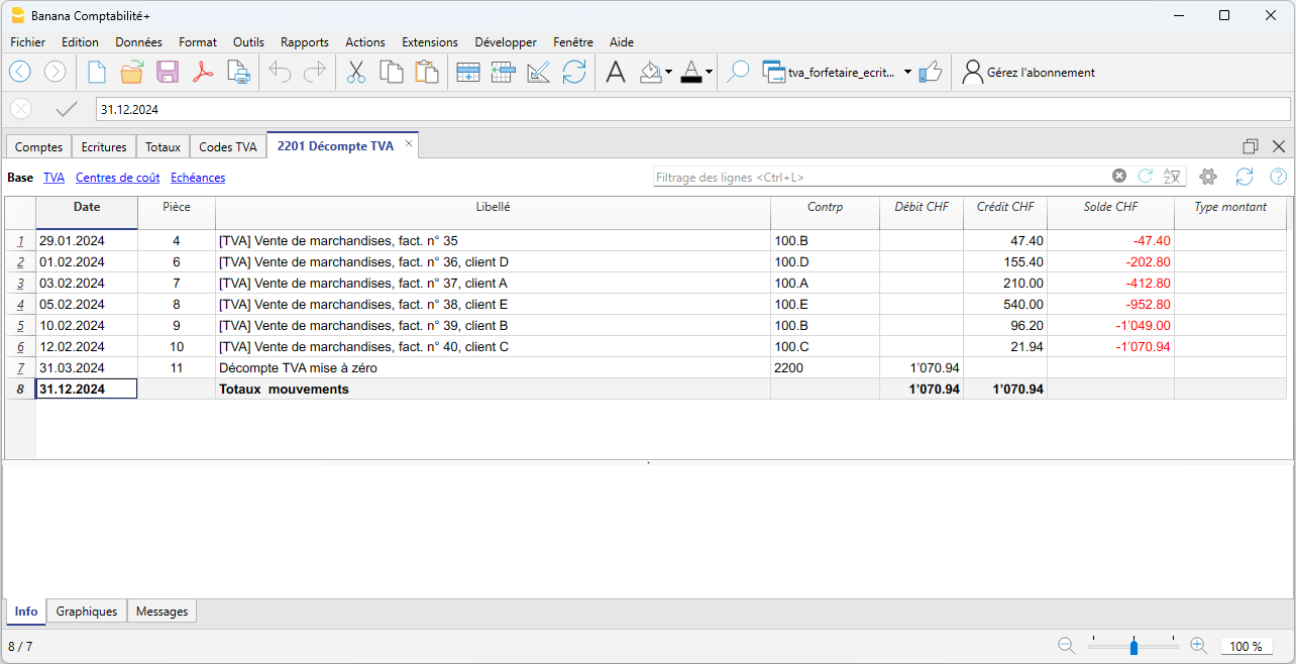 Banana Comptabilité+
Fichier Edition Données Format Outils Rapports Actions Extensions Développer Fenêtre Aide
tva_forfetaire_ecrit... Gérez l'abonnement
31.12.2024
Comptes Ecritures Totaux Codes TVA 2201 Décompte TVA
Base TVA Centres de coût Echéances Filtrage des lignes <Ctrl+L>
Date Pièce Libellé Contrp Débit CHF Crédit CHF Solde CHF Type montant
1 29.01.2024 4 [TVA] Vente de marchandises, fact. n° 35 100.B 47.40 -47.40
2 01.02.2024 6 [TVA] Vente de marchandises, fact. n° 36, client D 100.D 155.40 -202.80
3 03.02.2024 7 [TVA] Vente de marchandises, fact. n° 37, client A 100.A 210.00 -412.80
4 05.02.2024 8 [TVA] Vente de marchandises, fact. n° 38, client E 100.E 540.00 -952.80
5 10.02.2024 9 [TVA] Vente de marchandises, fact. n° 39, client B 100.B 96.20 -1'049.00
6 12.02.2024 10 [TVA] Vente de marchandises, fact. n° 40, client C 100.C 21.94 -1'070.94
7 31.03.2024 11 Décompte TVA mise à zéro 2200 1'070.94
8 31.12.2024 Totaux mouvements 1'070.94 1'070.94
Info Graphiques Messages
8 / 7 100 %